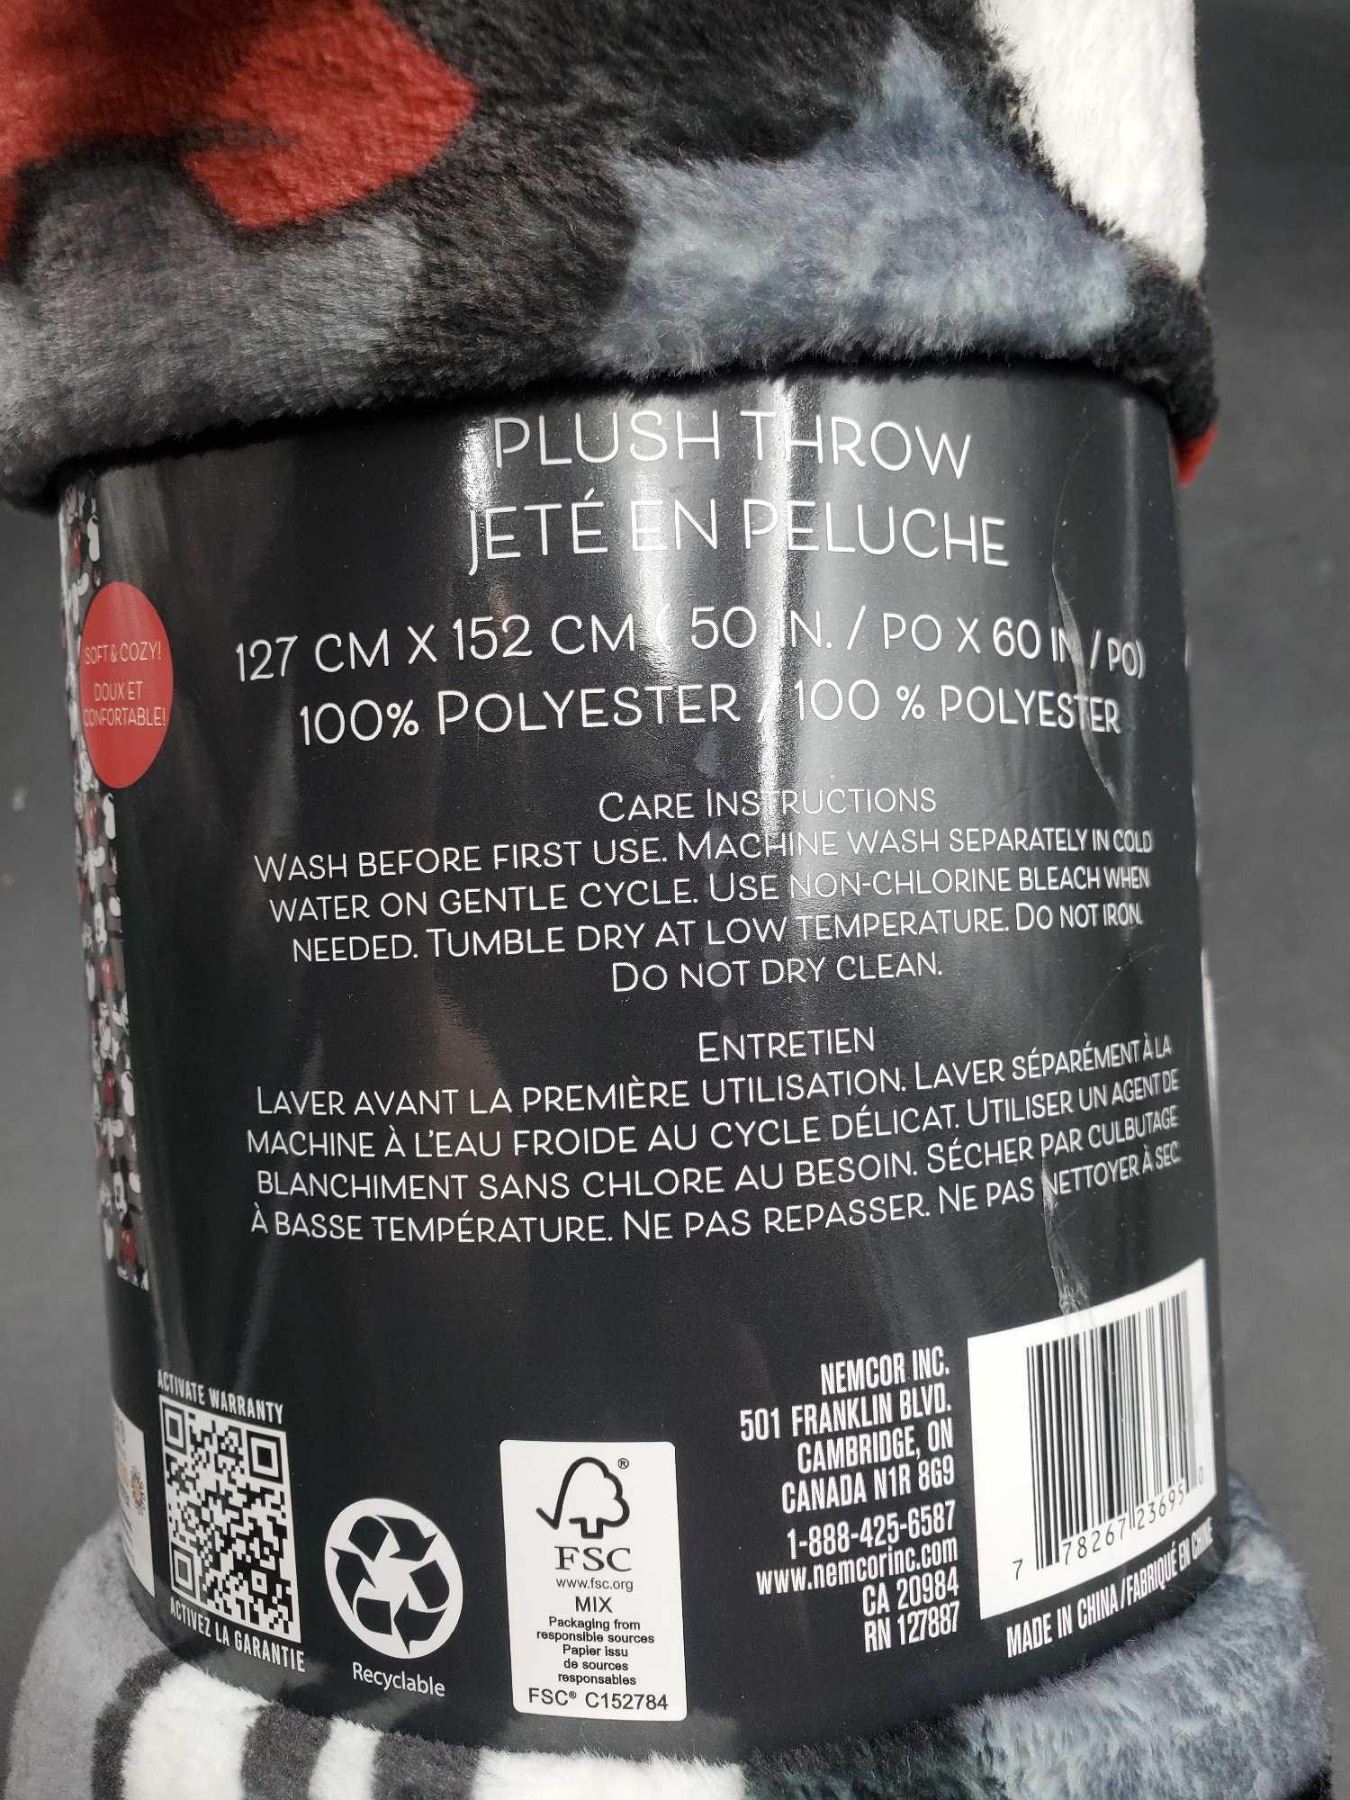 PLUSH THROW
JETÉ EN PELUCHE
127 CM X 152 CM ( 50 IN. / PO X 60 IN / PO)
100% POLYESTER / 100 % POLYESTER
SOFT & COZY!
DOUX ET
CONFORTABLE!
CARE INSTRUCTIONS
WASH BEFORE FIRST USE. MACHINE WASH SEPARATELY IN COLD
WATER ON GENTLE CYCLE. USE NON-CHLORINE BLEACH WHEN
NEEDED. TUMBLE DRY AT LOW TEMPERATURE. DO NOT IRON.
DO NOT DRY CLEAN.
ENTRETIEN
LAVER AVANT LA PREMIÈRE UTILISATION. LAVER SÉPARÉMENT À LA
MACHINE À L'EAU FROIDE AU CYCLE DÉLICAT. UTILISER UN AGENT DE
BLANCHIMENT SANS CHLORE AU BESOIN. SÉCHER PAR CULBUTAGE
À BASSE TEMPÉRATURE. NE PAS REPASSER. NE PAS NETTOYER À SEC.
ACTIVATE WARRANTY
ACTIVEZ LA GARANTIE
Recyclable
FSC
www.fsc.org
MIX
Packaging from
responsible sources
Papier issu
de sources
responsables
FSC® C152784
NEMCOR INC.
501 FRANKLIN BLVD.
CAMBRIDGE, ON
CANADA N1R 8G9
1-888-425-6587
www.nemcorinc.com
CA 20984
RN 127887
7 78267 23695 0
MADE IN CHINA / FABRIQUÉ EN CHINE